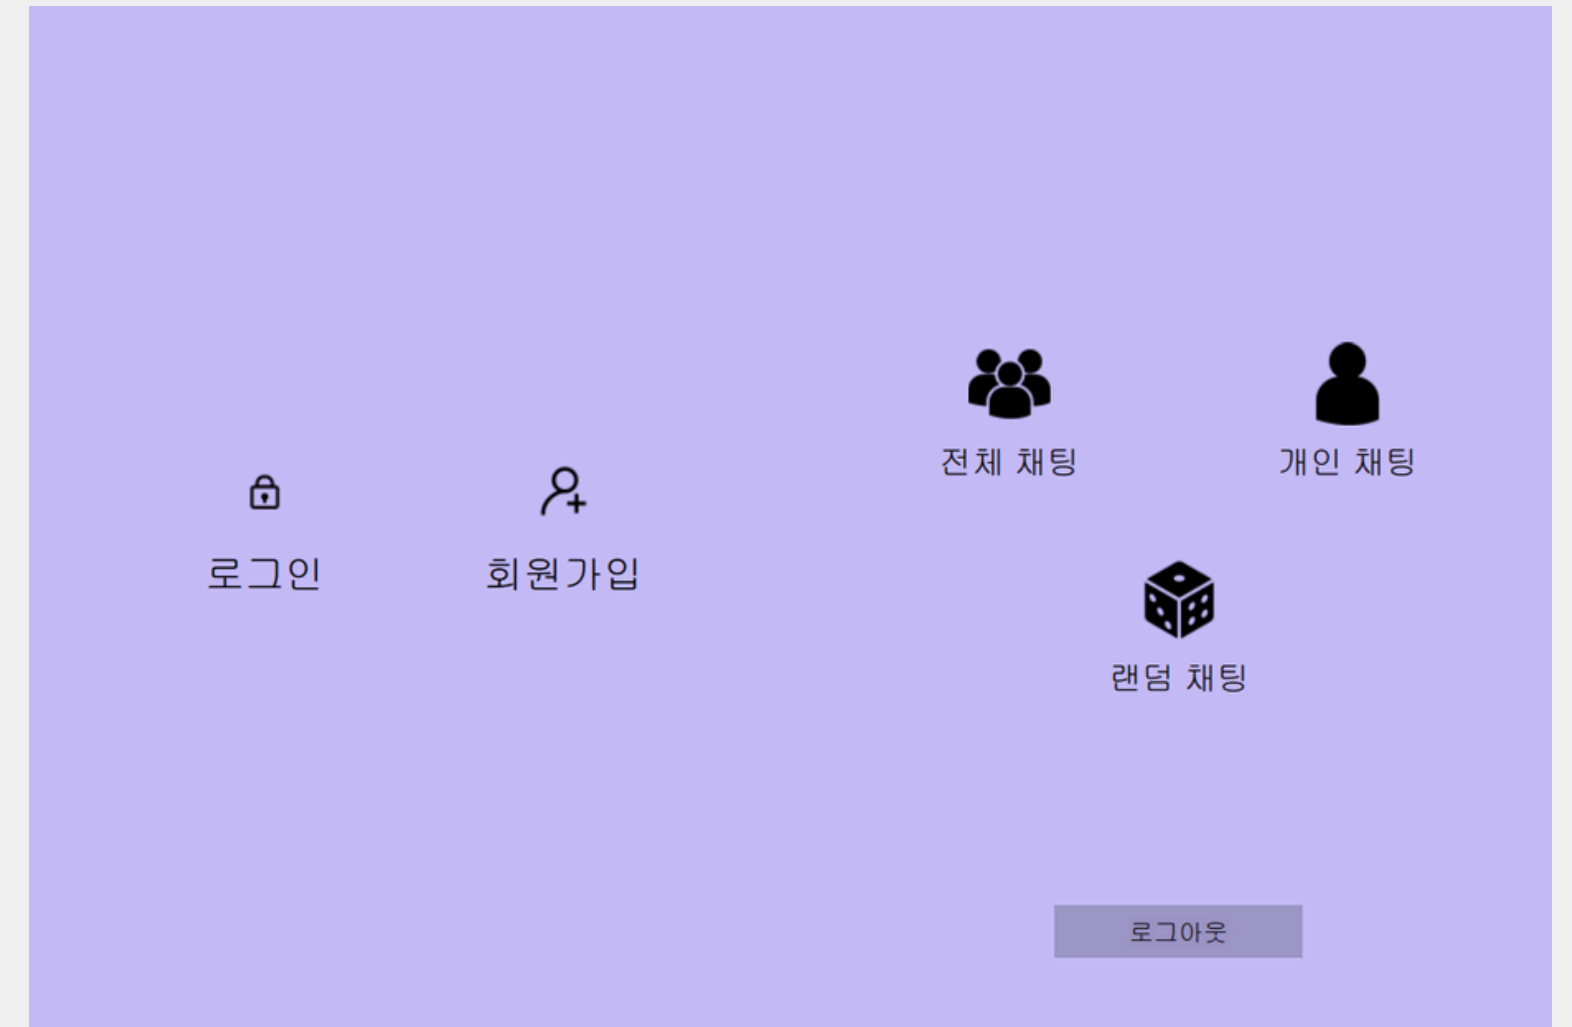 로그인
회원가입
전체 채팅
개인 채팅
랜덤 채팅
로그아웃